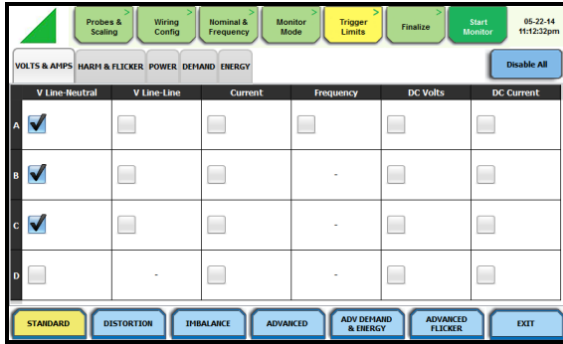 Probes & Scaling > Wiring Config > Nominal & Frequency > Monitor Mode > Trigger Limits > Finalize > Start Monitor 05-22-14 11:12:32pm
VOLTS & AMPS HARM & FLICKER POWER DEMAND ENERGY Disable All
V Line-Neutral V Line-Line Current Frequency DC Volts DC Current
A
B -
C -
D - -
STANDARD DISTORTION IMBALANCE ADVANCED ADV DEMAND & ENERGY ADVANCED FLICKER EXIT